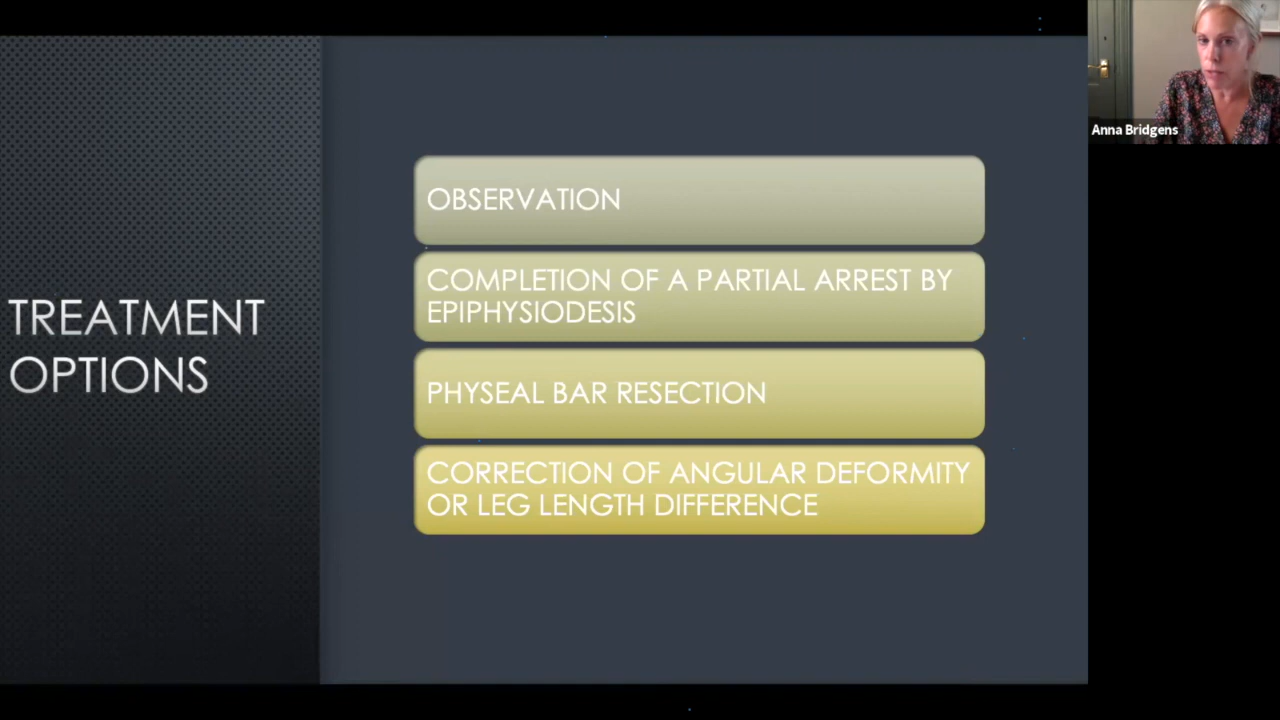 TREATMENT
OPTIONS
OBSERVATION
COMPLETION OF A PARTIAL ARREST BY
EPIPHYSIODESIS
PHYSEAL BAR RESECTION
CORRECTION OF ANGULAR DEFORMITY
OR LEG LENGTH DIFFERENCE
Anna Bridgens